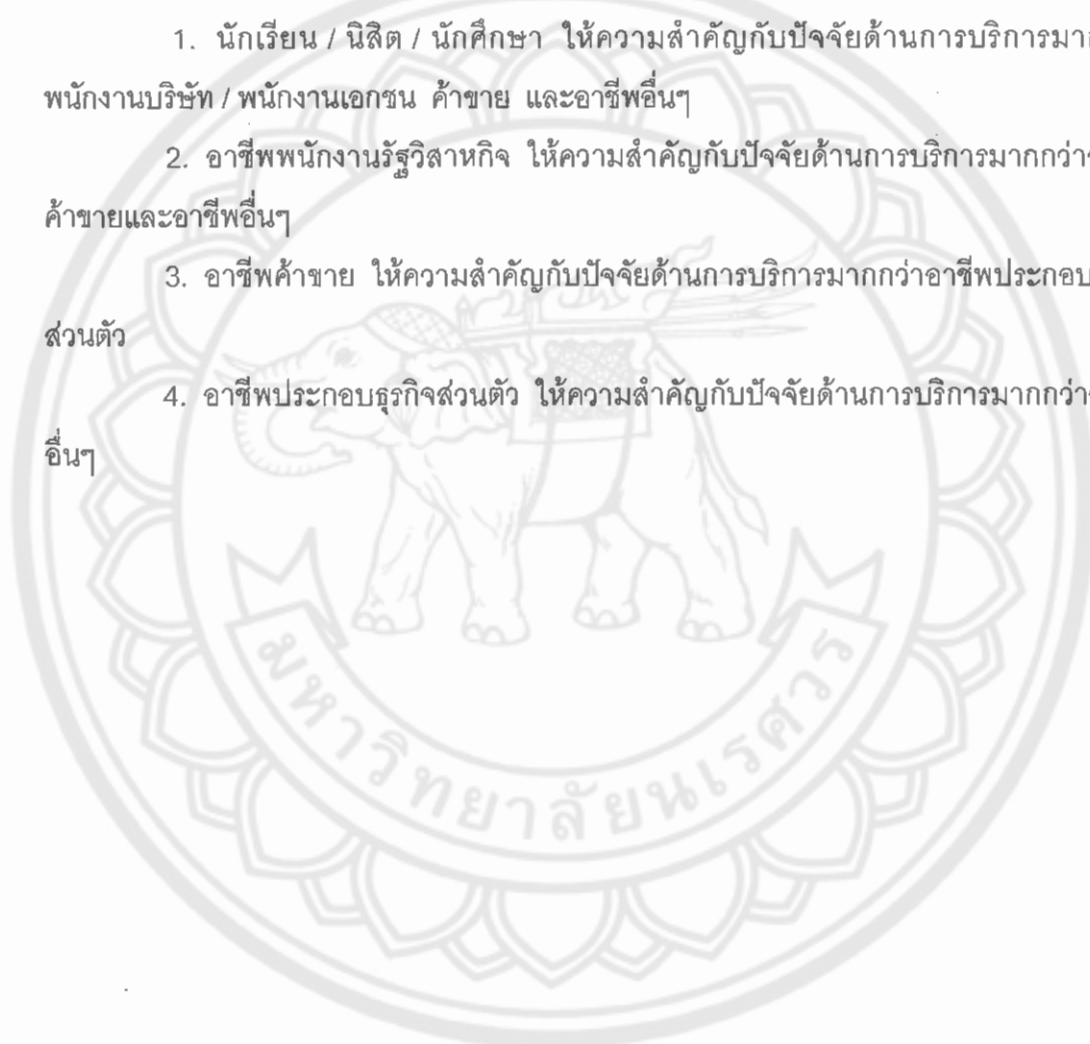 1. นักเรียน / นิสิต / นักศึกษา ให้ความสำคัญกับปัจจัยด้านการบริการ
พนักงานบริษัท / พนักงานเอกชน ค้าขาย และอาชีพอื่นๆ
2. อาชีพพนักงานรัฐวิสาหกิจ ให้ความสำคัญกับปัจจัยด้านการบริการมากกว่า
ค้าขายและอาชีพอื่นๆ
3. อาชีพค้าขาย ให้ความสำคัญกับปัจจัยด้านการบริการมากกว่าอาชีพประกอบ
ส่วนตัว
4. อาชีพประกอบธุรกิจส่วนตัว ให้ความสำคัญกับปัจจัยด้านการบริการมากกว่า
อื่นๆ
มหาวิทยาลัยนเรศวร